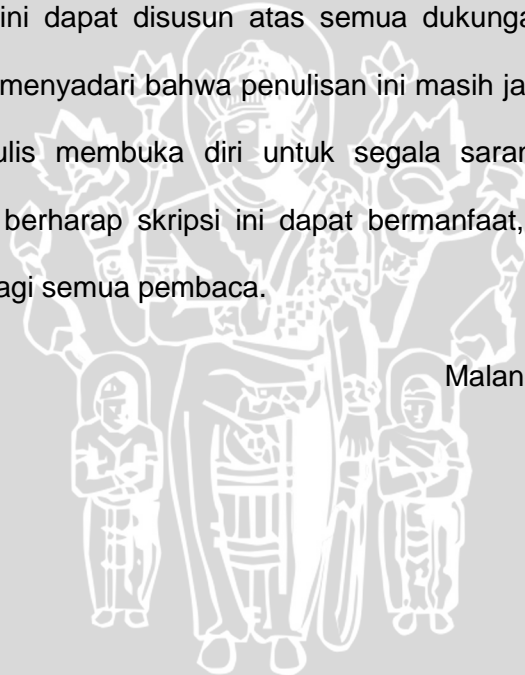 ini dapat disusun atas semua dukunga
menyadari bahwa penulisan ini masih ja
ulis membuka diri untuk segala saran
berharap skripsi ini dapat bermanfaat,
agi semua pembaca.
Malan